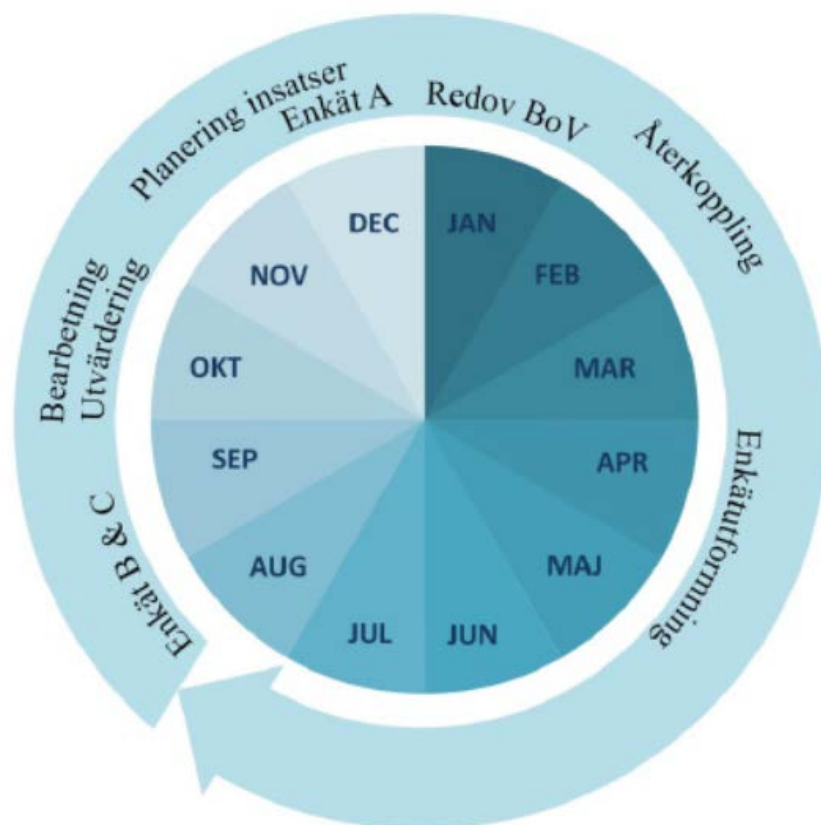 Planering insatser
Enkät A
Redov BoV
Återkoppling
Enkätutformning
Enkät B & C
Bearbetning
Utvärdering
JAN
FEB
MAR
APR
MAJ
JUN
JUL
AUG
SEP
OKT
NOV
DEC